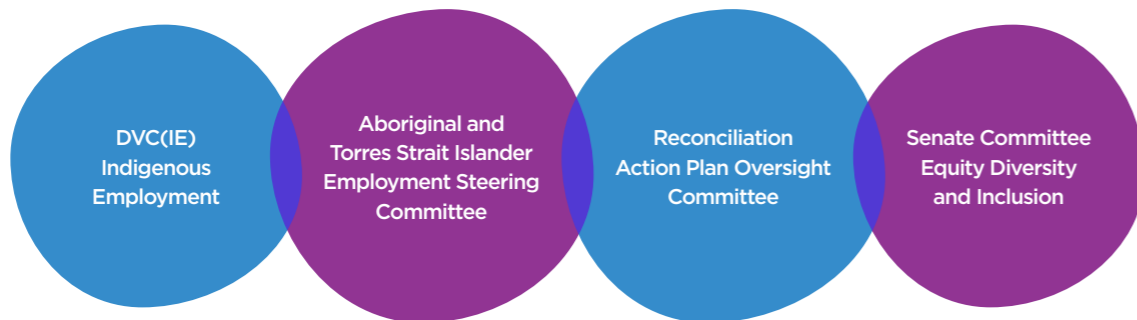 DVC(IE)
Indigenous
Employment
Aboriginal and
Torres Strait Islander
Employment Steering
Committee
Reconciliation
Action Plan Oversight
Committee
Senate Committee
Equity Diversity
and Inclusion